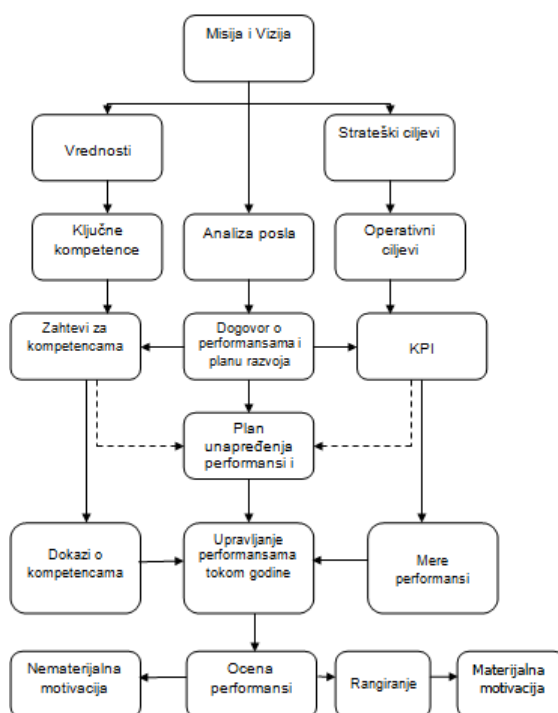 Misija i Vizija
Vrednosti
Strateški ciljevi
Ključne
kompetence
Analiza posla
Operativni
ciljevi
Zahtevi za
kompetencama
Dogovor o
performansama i
planu razvoja
KPI
Plan
unapređenja
performansi i
Dokazi o
kompetencama
Upravljanje
performansama
tokom godine
Mere
performansi
Nematerijalna
motivacija
Ocena
performansi
Rangiranje
Materijalna
motivacija